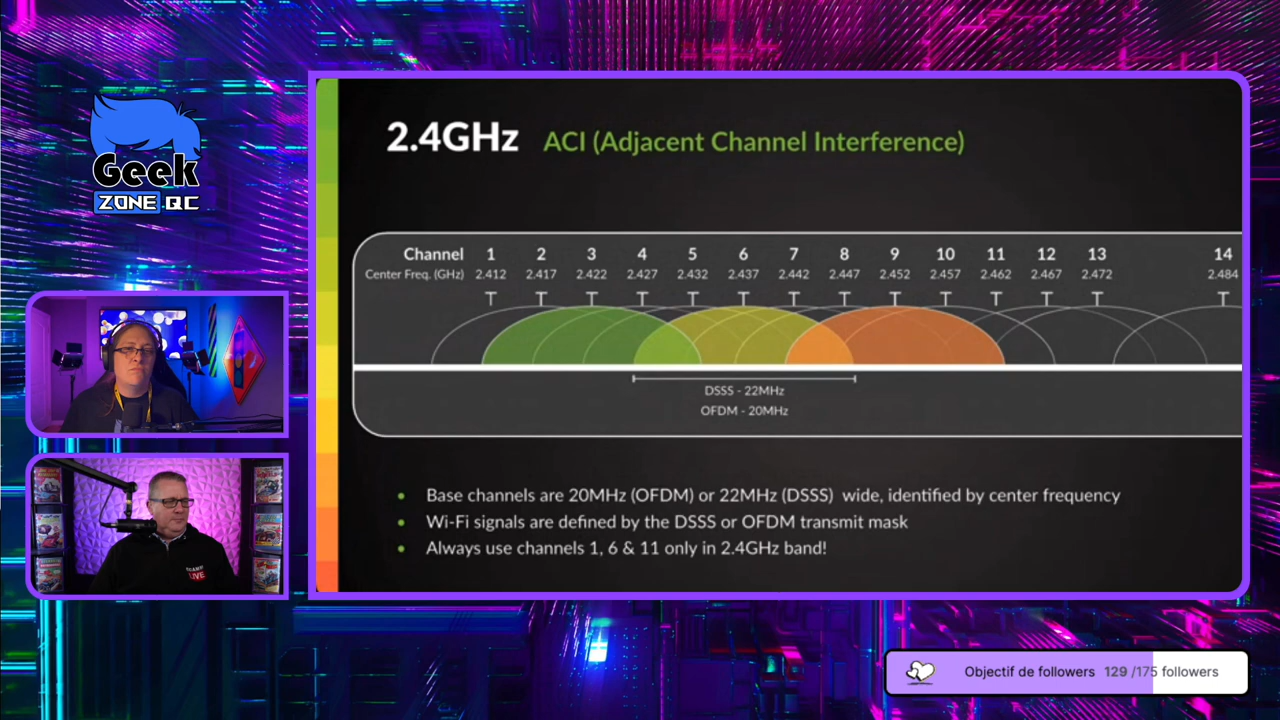 Geek
ZONE QC
2.4GHz ACI (Adjacent Channel Interference)
Channel 1 2 3 4 5 6 7 8 9 10 11 12 13 14
Center Freq. (GHz) 2.412 2.417 2.422 2.427 2.432 2.437 2.442 2.447 2.452 2.457 2.462 2.467 2.472 2.484
DSSS - 22MHz
OFDM - 20MHz
• Base channels are 20MHz (OFDM) or 22MHz (DSSS) wide, identified by center frequency
• Wi-Fi signals are defined by the DSSS or OFDM transmit mask
• Always use channels 1, 6 & 11 only in 2.4GHz band!
LIVE
Objectif de followers 129 /175 followers